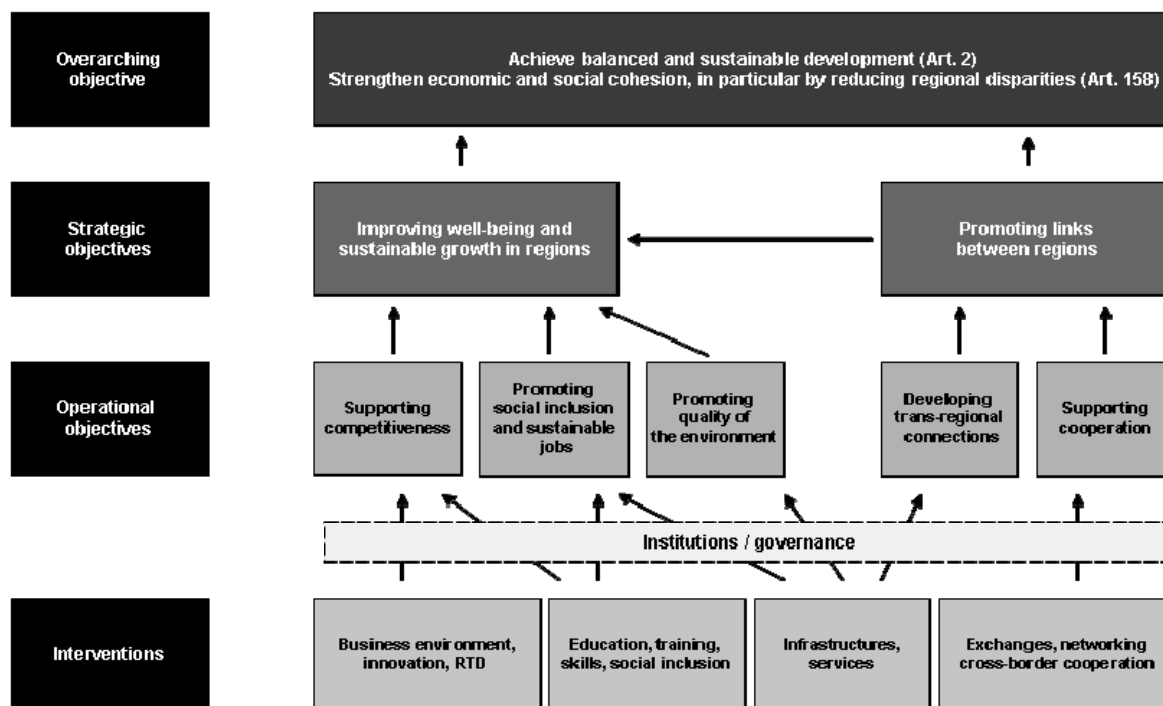 Overarching
objective
Achieve balanced and sustainable development (Art. 2)
Strengthen economic and social cohesion, in particular by reducing regional disparities (Art. 158)
Strategic
objectives
Improving well-being and
sustainable growth in regions
Promoting links
between regions
Operational
objectives
Supporting
competitiveness
Promoting
social inclusion
and sustainable
jobs
Promoting
quality of
the environment
Developing
trans-regional
connections
Supporting
cooperation
Institutions / governance
Interventions
Business environment,
innovation, RTD
Education, training,
skills, social inclusion
Infrastructures,
services
Exchanges, networking
cross-border cooperation